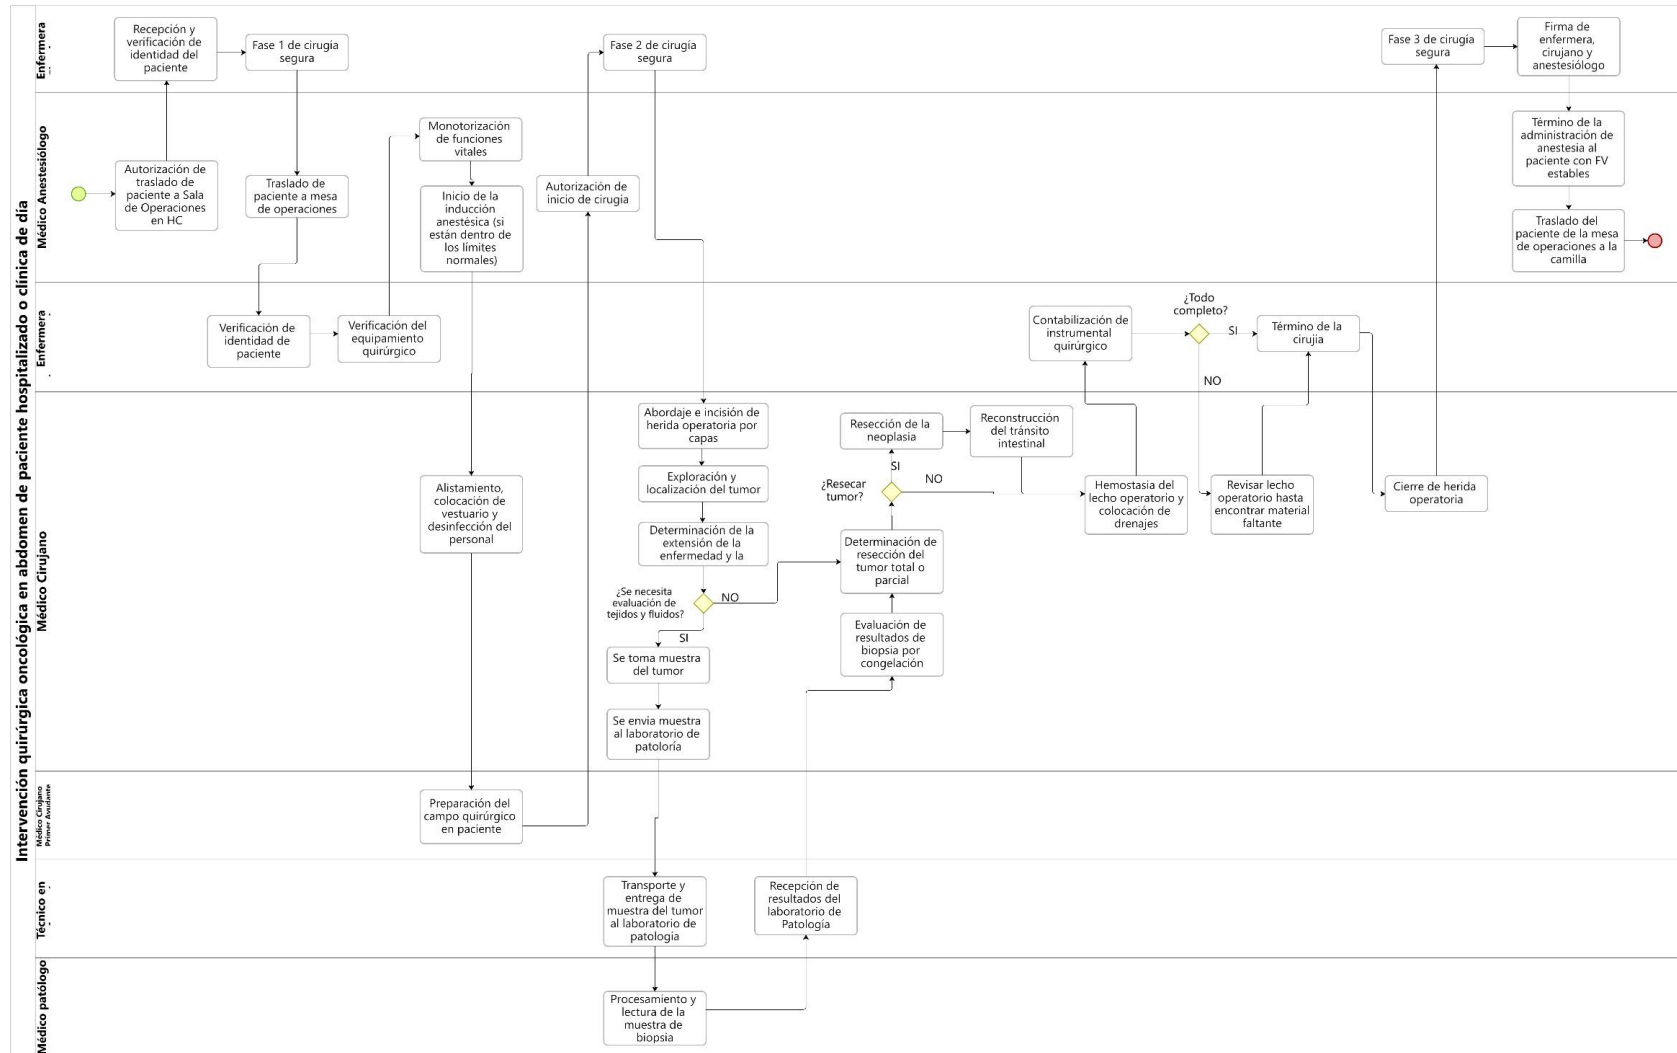 Intervención quirúrgica oncológica en abdomen de paciente hospitalizado o clínica de día
Enfermera
Recepción y
verificación de
identidad del
paciente
Fase 1 de cirugía
segura
Fase 2 de cirugía
segura
Fase 3 de cirugía
segura
Firma de
enfermera,
cirujano y
anestesiólogo
Médico Anestesiólogo
Autorización de
traslado de
paciente a Sala
de Operaciones
en HC
Traslado de
paciente a mesa
de operaciones
Monotorización
de funciones
vitales
Inicio de la
inducción
anestésica (si
están dentro de
los límites
normales)
Autorización de
inicio de cirugía
Término de la
administración de
anestesia al
paciente con FV
estables
Traslado del
paciente de la mesa
de operaciones a la
camilla
Enfermera
Verificación de
identidad de
paciente
Verificación del
equipamiento
quirúrgico
Contabilización de
instrumental
quirúrgico
¿Todo
completo?
SI
NO
Término de la
cirujia
Médico Cirujano
Alistamiento,
colocación de
vestuario y
desinfección del
personal
Abordaje e incisión de
herida operatoria por
capas
Exploración y
localización del tumor
Determinación de la
extensión de la
enfermedad y la
¿Se necesita
evaluación de
tejidos y fluidos?
NO
SI
Se toma muestra
del tumor
Se envia muestra
al laboratorio de
patoloría
Resección de la
neoplasia
Reconstrucción
del tránsito
intestinal
¿Resecar
tumor?
SI
NO
Determinación de
resección del
tumor total o
parcial
Evaluación de
resultados de
biopsia por
congelación
Hemostasia del
lecho operatorio y
colocación de
drenajes
Revisar lecho
operatorio hasta
encontrar material
faltante
Cierre de herida
operatoria
Médico Cirujano
Primer Ayudante
Preparación del
campo quirúrgico
en paciente
Técnico en
Transporte y
entrega de
muestra del tumor
al laboratorio de
patología
Recepción de
resultados del
laboratorio de
Patología
Médico patólogo
Procesamiento y
lectura de la
muestra de
biopsia